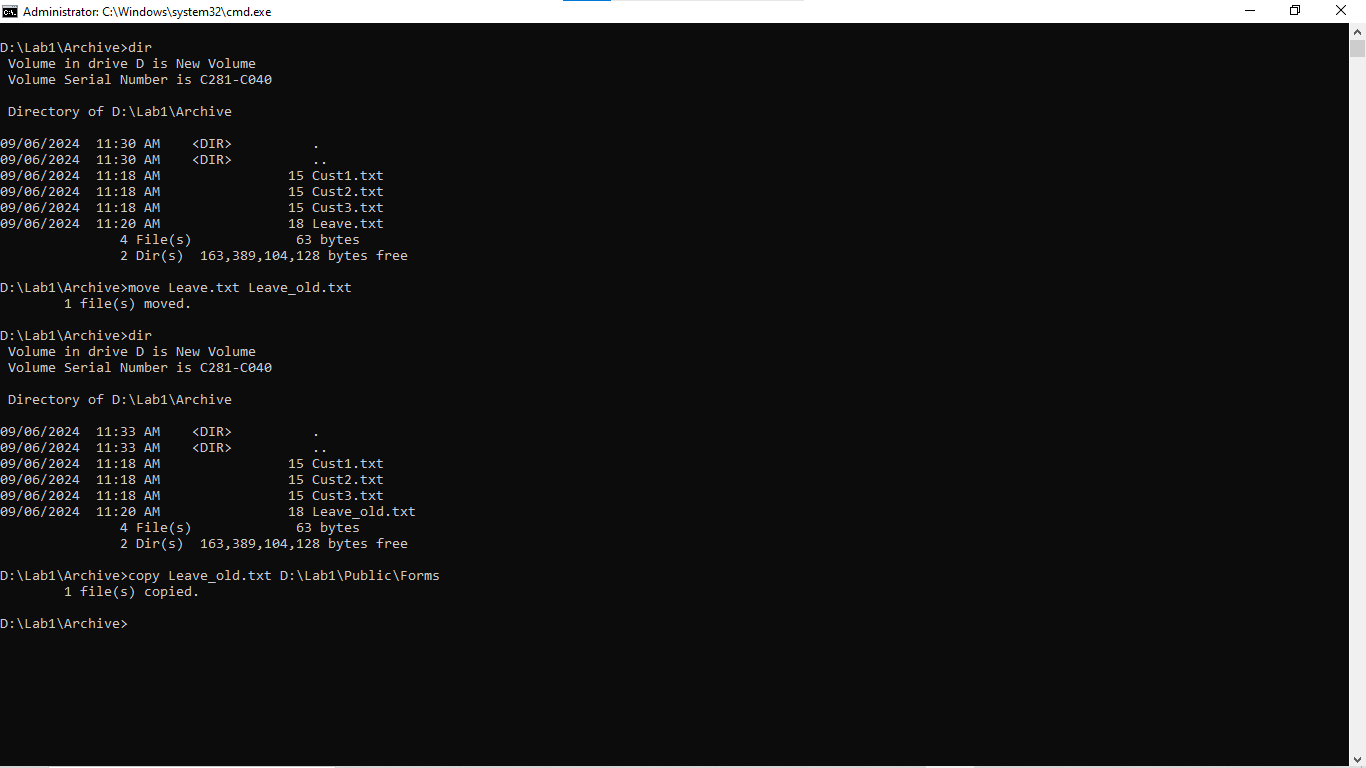 Administrator: C:\Windows\system32\cmd.exe
D:\Lab1\Archive>dir
 Volume in drive D is New Volume
 Volume Serial Number is C281-C040
 Directory of D:\Lab1\Archive
09/06/2024  11:30 AM    <DIR>          .
09/06/2024  11:30 AM    <DIR>          ..
09/06/2024  11:18 AM                15 Cust1.txt
09/06/2024  11:18 AM                15 Cust2.txt
09/06/2024  11:18 AM                15 Cust3.txt
09/06/2024  11:20 AM                18 Leave.txt
               4 File(s)             63 bytes
               2 Dir(s)  163,389,104,128 bytes free
D:\Lab1\Archive>move Leave.txt Leave_old.txt
        1 file(s) moved.
D:\Lab1\Archive>dir
 Volume in drive D is New Volume
 Volume Serial Number is C281-C040
 Directory of D:\Lab1\Archive
09/06/2024  11:33 AM    <DIR>          .
09/06/2024  11:33 AM    <DIR>          ..
09/06/2024  11:18 AM                15 Cust1.txt
09/06/2024  11:18 AM                15 Cust2.txt
09/06/2024  11:18 AM                15 Cust3.txt
09/06/2024  11:20 AM                18 Leave_old.txt
               4 File(s)             63 bytes
               2 Dir(s)  163,389,104,128 bytes free
D:\Lab1\Archive>copy Leave_old.txt D:\Lab1\Public\Forms
        1 file(s) copied.
D:\Lab1\Archive>